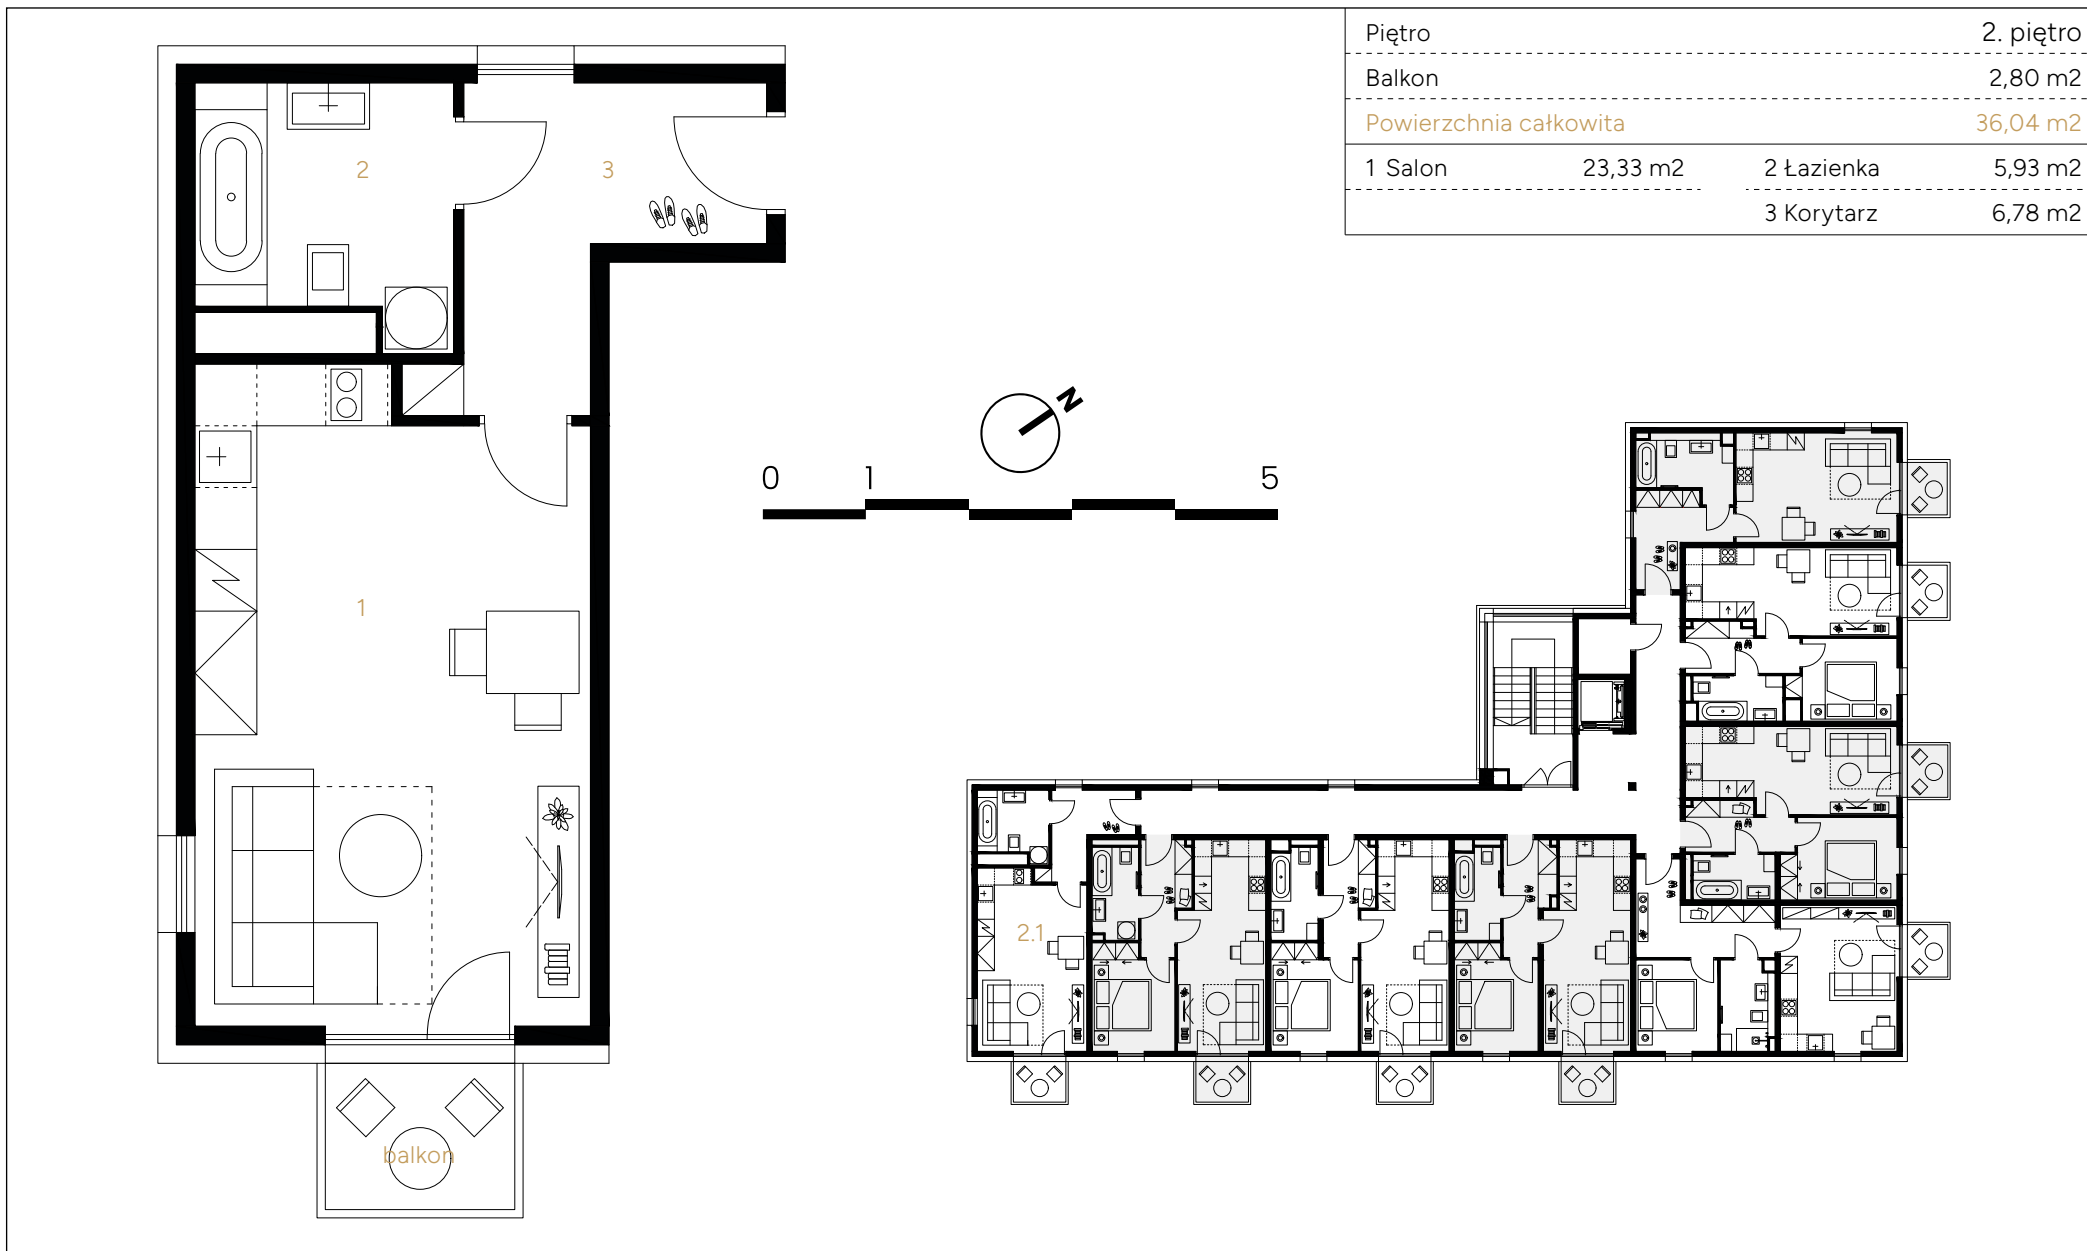 Piętro 2. piętro
Balkon 2,80 m2
Powierzchnia całkowita 36,04 m2
1 Salon 23,33 m2 2 Łazienka 5,93 m2
3 Korytarz 6,78 m2
2
3
1
balkon
N
0 1 5
2.1